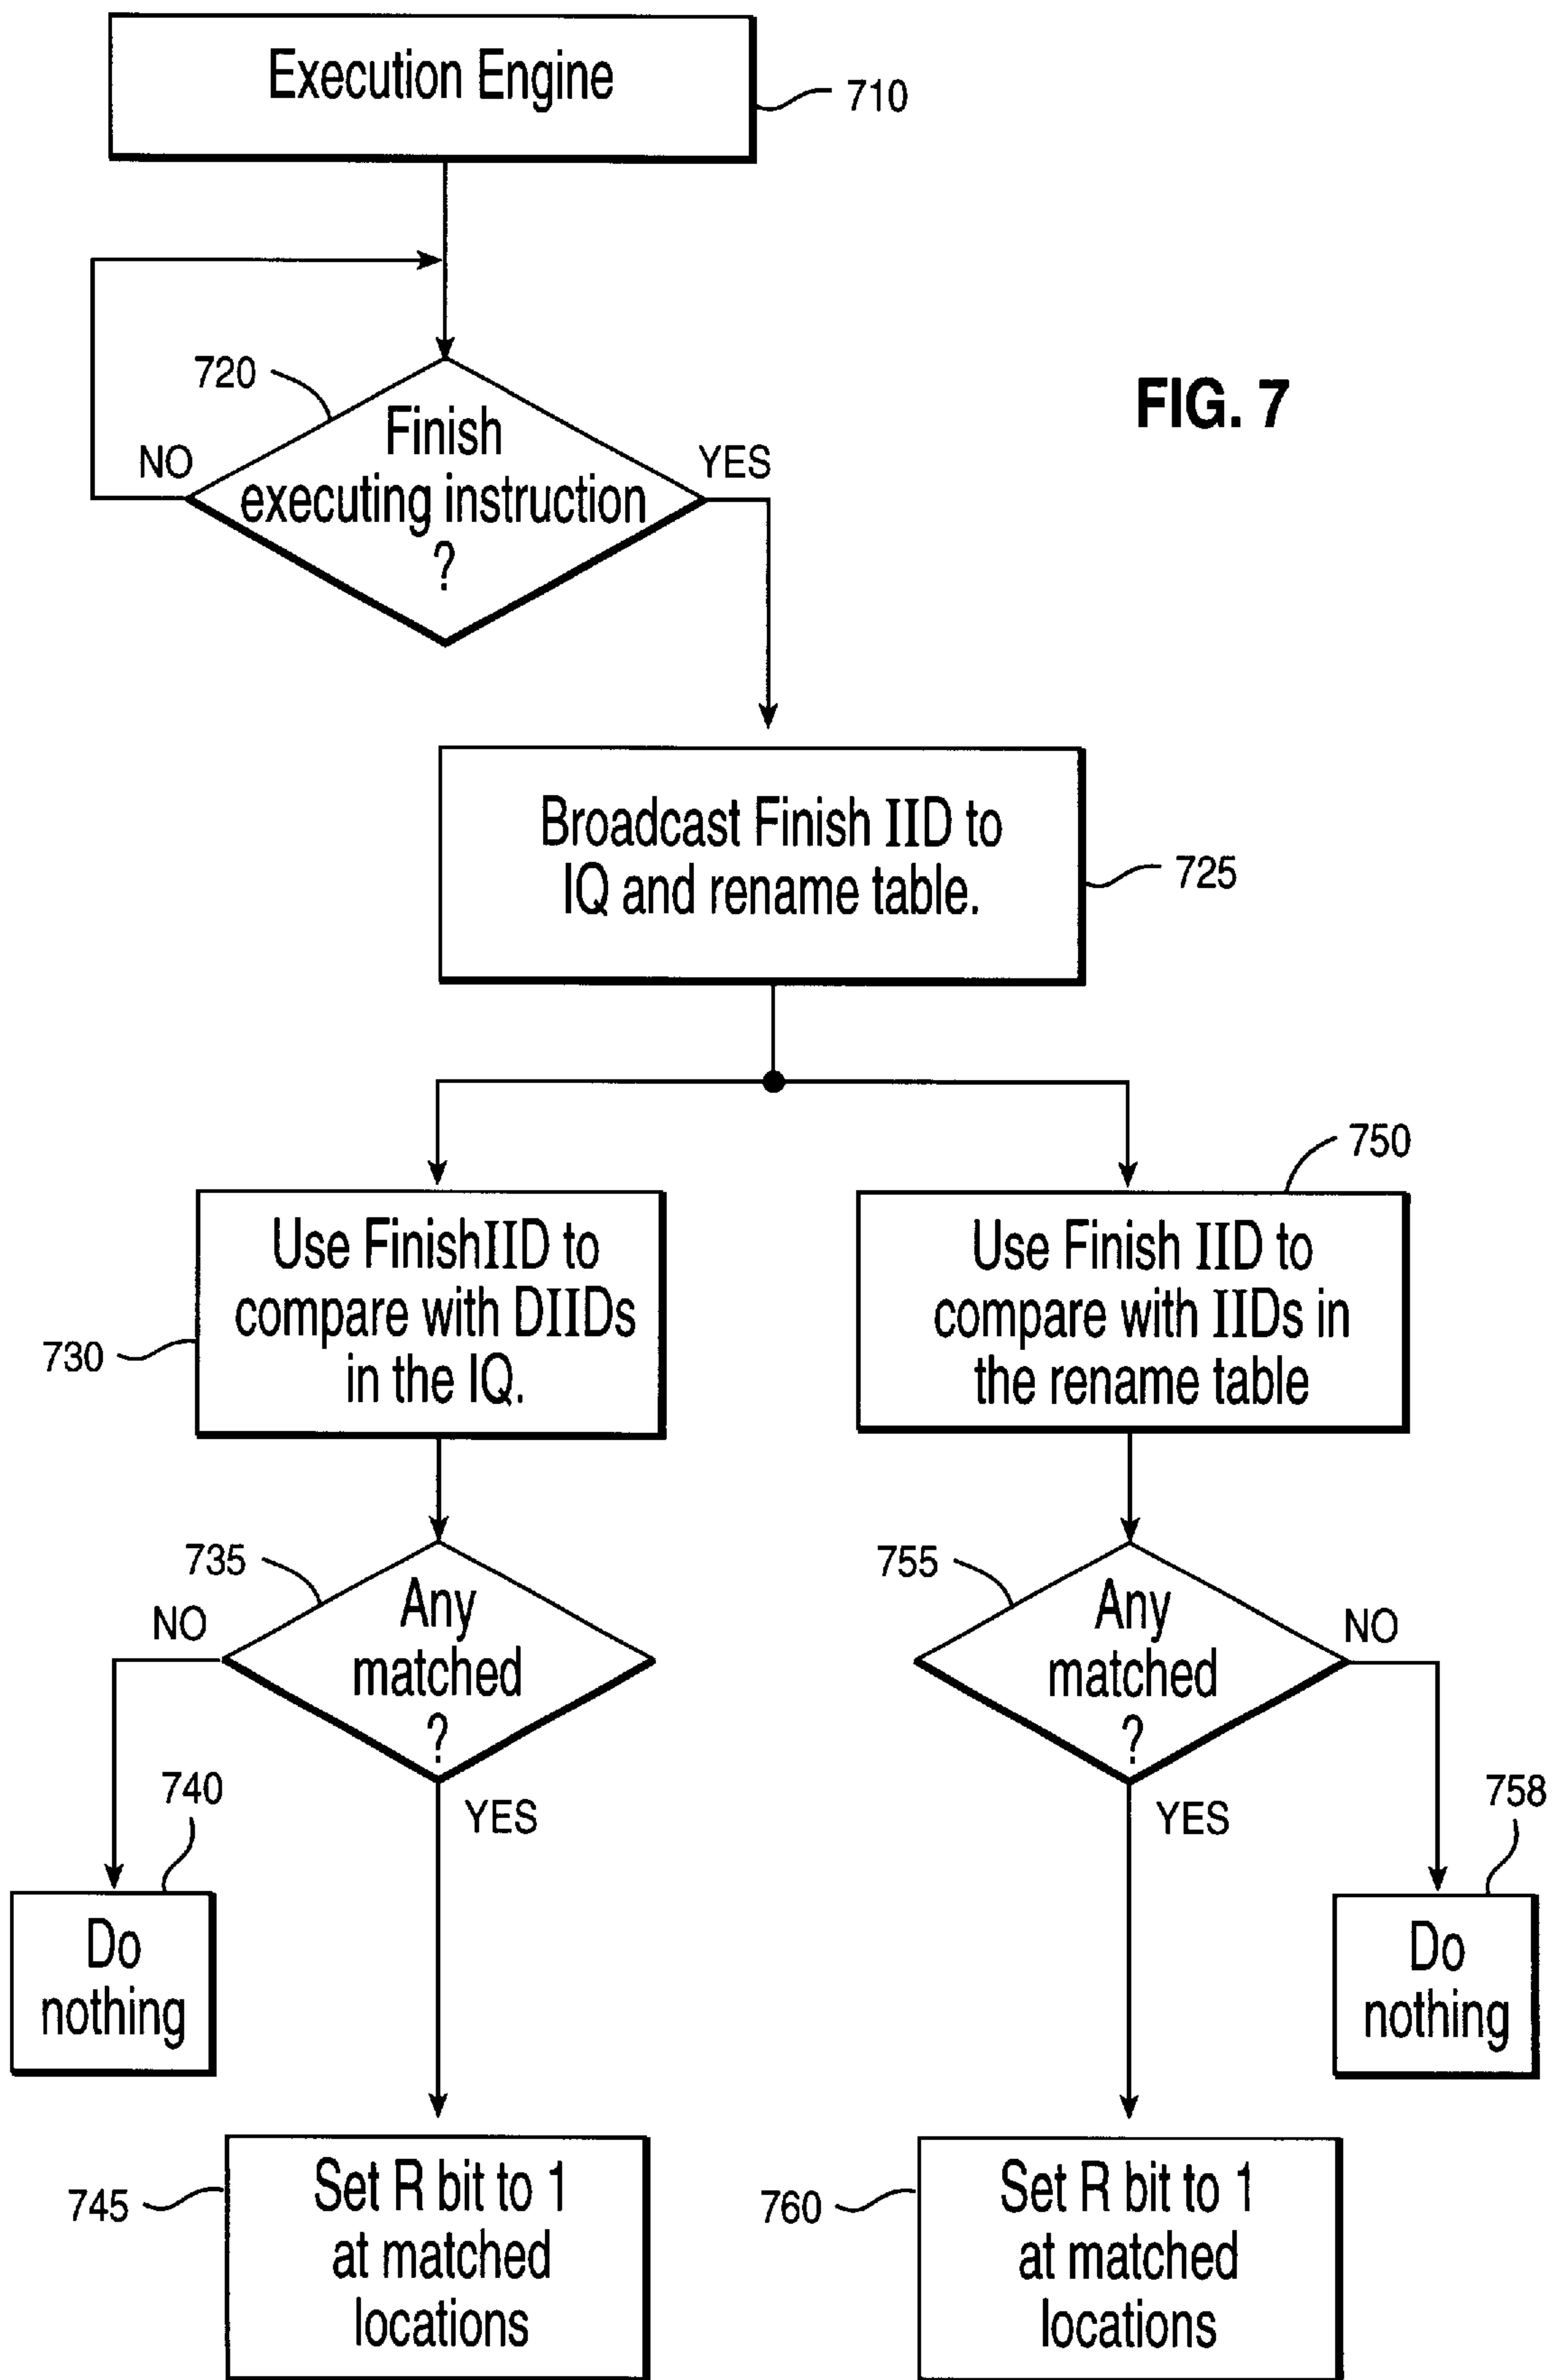 Execution Engine
710
720
FIG. 7
Finish
NO
YES
executing instruction
?
Broadcast Finish IID to
IQ and rename table.
725
750
Use FinishIID to
compare with DIIDs
in the IQ.
730
Use Finish IID to
compare with IIDs in
the rename table
735
Any
matched
?
NO
YES
755
Any
matched
?
NO
YES
740
Do
nothing
758
Do
nothing
745
Set R bit to 1
at matched
locations
760
Set R bit to 1
at matched
locations